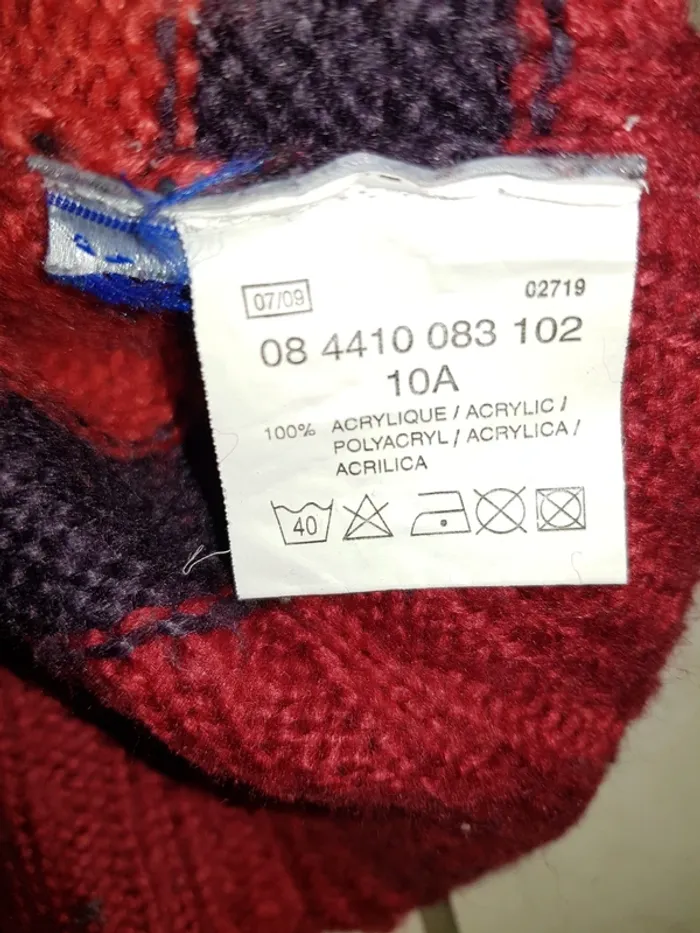 07/09
02719
08 4410 083 102
10A
100% ACRYLIQUE / ACRYLIC /
POLYACRYL / ACRYLICA /
ACRILICA
40